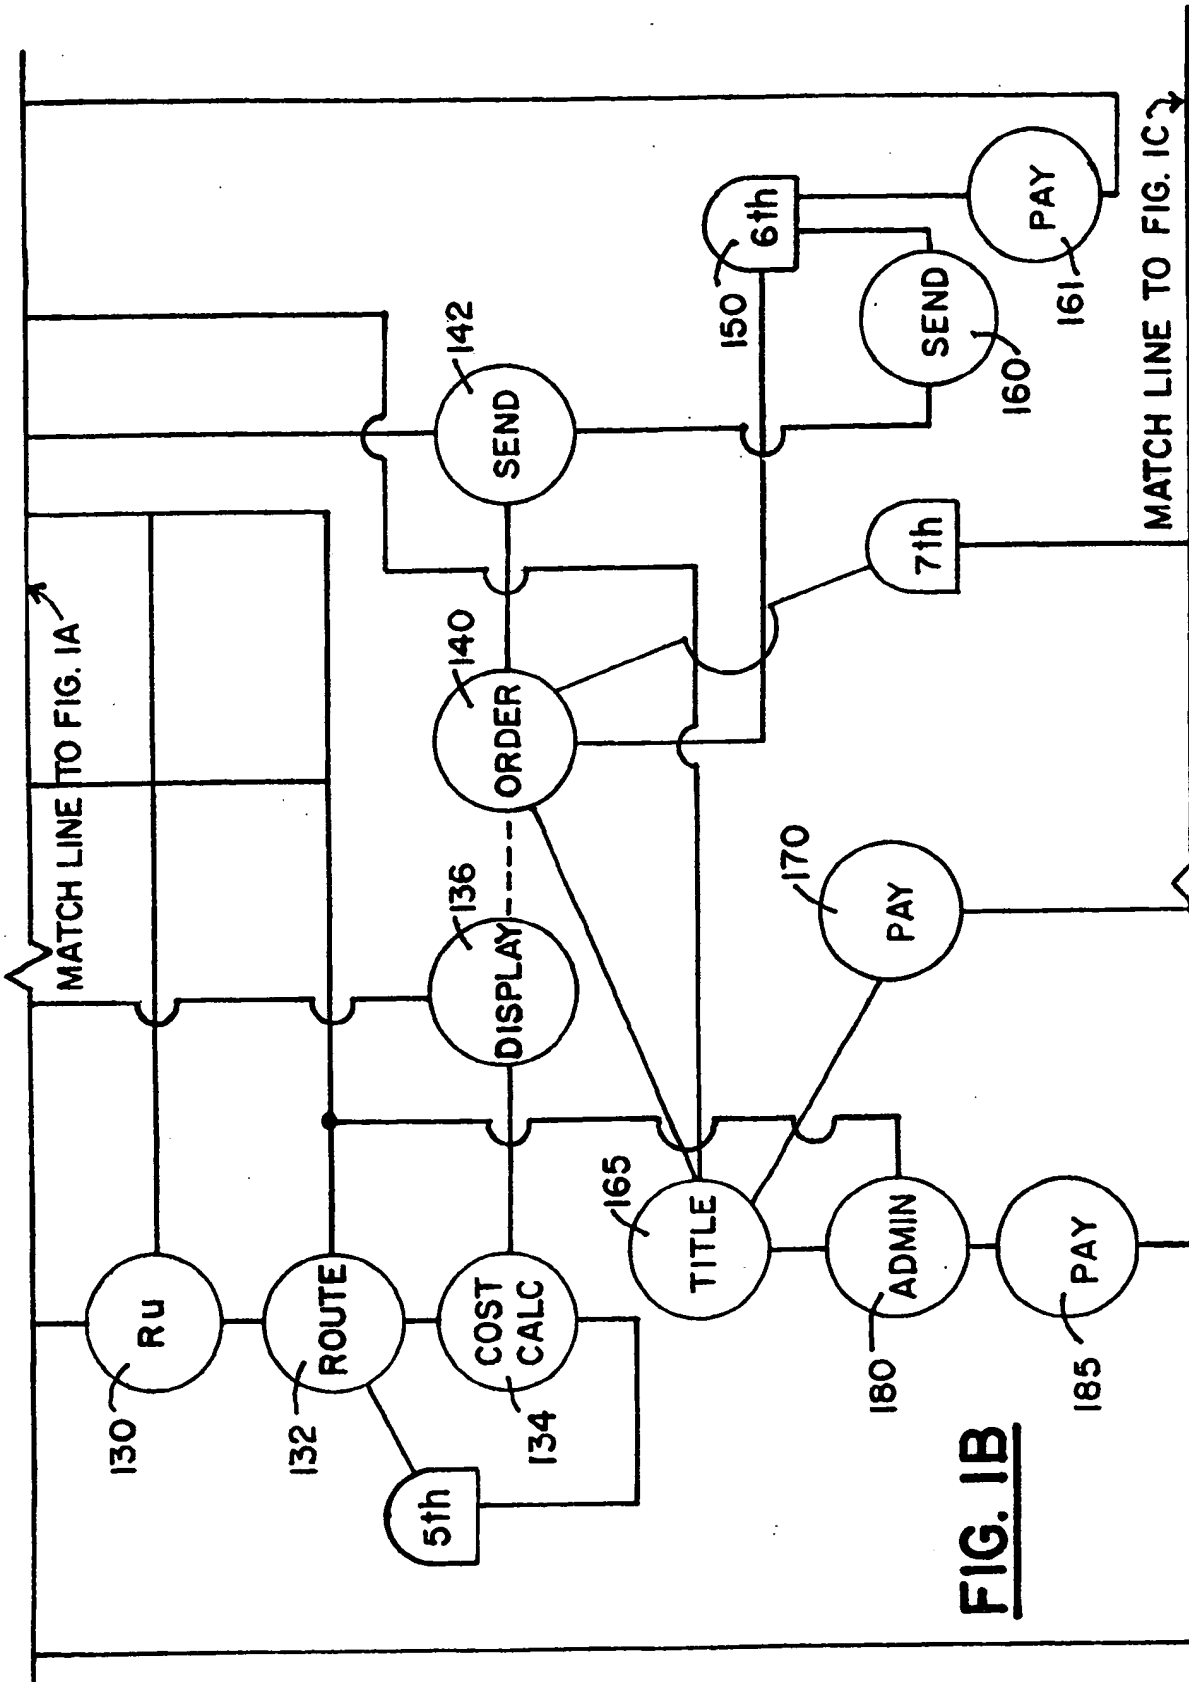 MATCH LINE TO FIG. 1A
130
RU
132
ROUTE
5th
134
COST
CALC
136
DISPLAY
140
ORDER
142
SEND
150
6th
160
SEND
161
PAY
7th
165
TITLE
170
PAY
180
ADMIN
185
PAY
MATCH LINE TO FIG. 1C
FIG. 1B